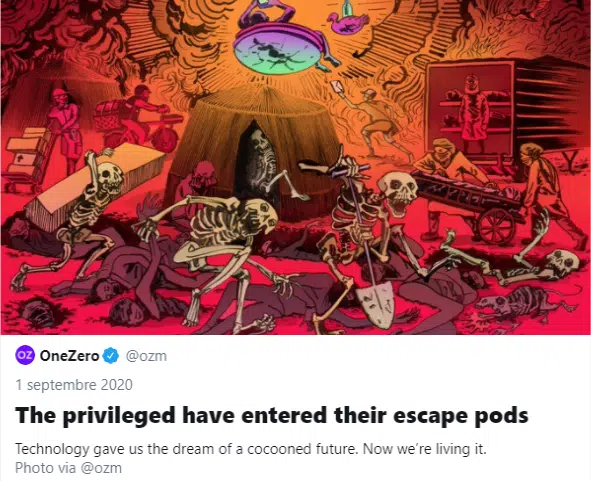 OZ OneZero @ozm
1 septembre 2020
The privileged have entered their escape pods
Technology gave us the dream of a cocooned future. Now we're living it.
Photo via @ozm